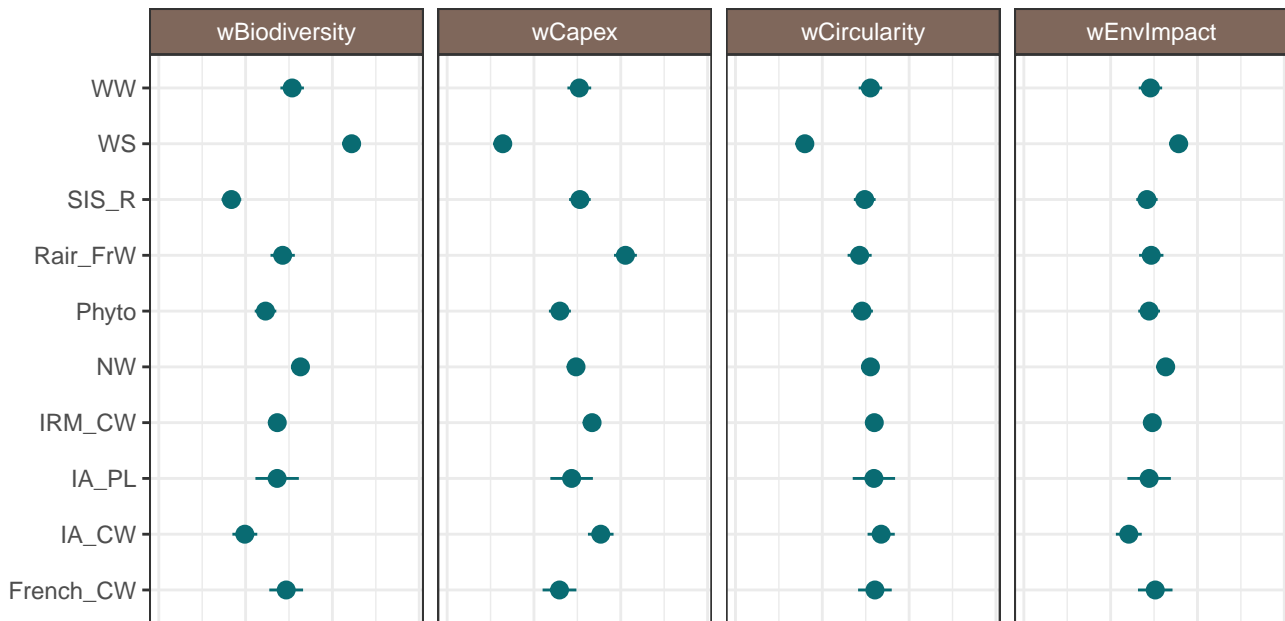 wBiodiversity wCapex wCircularity wEnvImpact
WW
WS
SIS_R
Rair_FrW
Phyto
NW
IRM_CW
IA_PL
IA_CW
French_CW